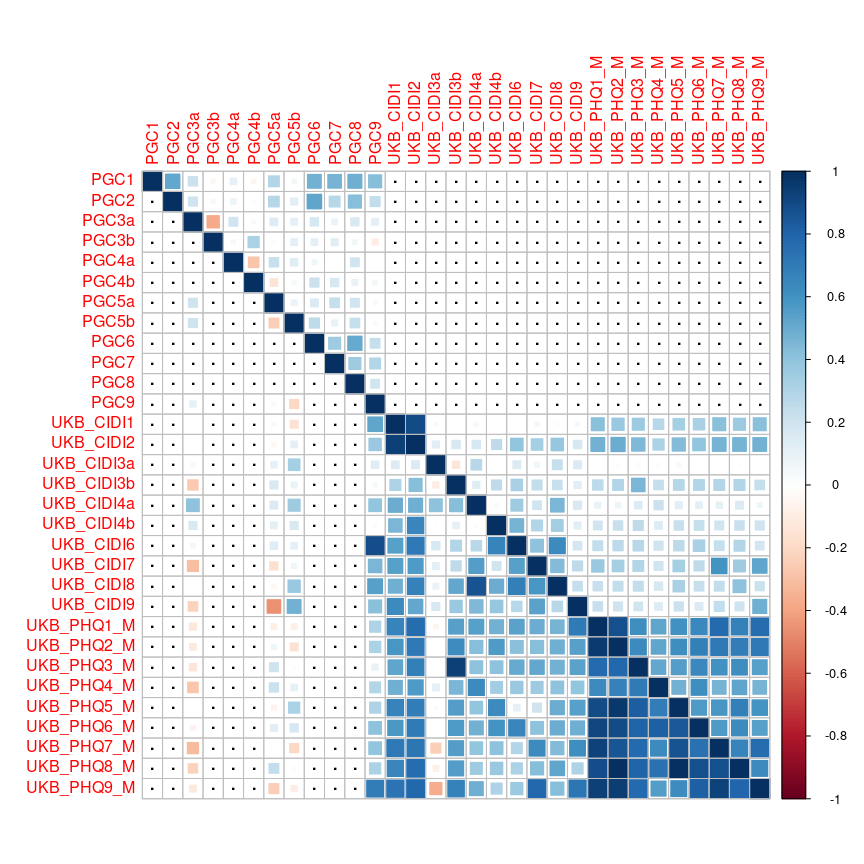 PGC1
PGC2
PGC3a
PGC3b
PGC4a
PGC4b
PGC5a
PGC5b
PGC6
PGC7
PGC8
PGC9
UKB_CIDI1
UKB_CIDI2
UKB_CIDI3a
UKB_CIDI3b
UKB_CIDI4a
UKB_CIDI4b
UKB_CIDI6
UKB_CIDI7
UKB_CIDI8
UKB_CIDI9
UKB_PHQ1_M
UKB_PHQ2_M
UKB_PHQ3_M
UKB_PHQ4_M
UKB_PHQ5_M
UKB_PHQ6_M
UKB_PHQ7_M
UKB_PHQ8_M
UKB_PHQ9_M
PGC1
PGC2
PGC3a
PGC3b
PGC4a
PGC4b
PGC5a
PGC5b
PGC6
PGC7
PGC8
PGC9
UKB_CIDI1
UKB_CIDI2
UKB_CIDI3a
UKB_CIDI3b
UKB_CIDI4a
UKB_CIDI4b
UKB_CIDI6
UKB_CIDI7
UKB_CIDI8
UKB_CIDI9
UKB_PHQ1_M
UKB_PHQ2_M
UKB_PHQ3_M
UKB_PHQ4_M
UKB_PHQ5_M
UKB_PHQ6_M
UKB_PHQ7_M
UKB_PHQ8_M
UKB_PHQ9_M
1
0.8
0.6
0.4
0.2
0
-0.2
-0.4
-0.6
-0.8
-1